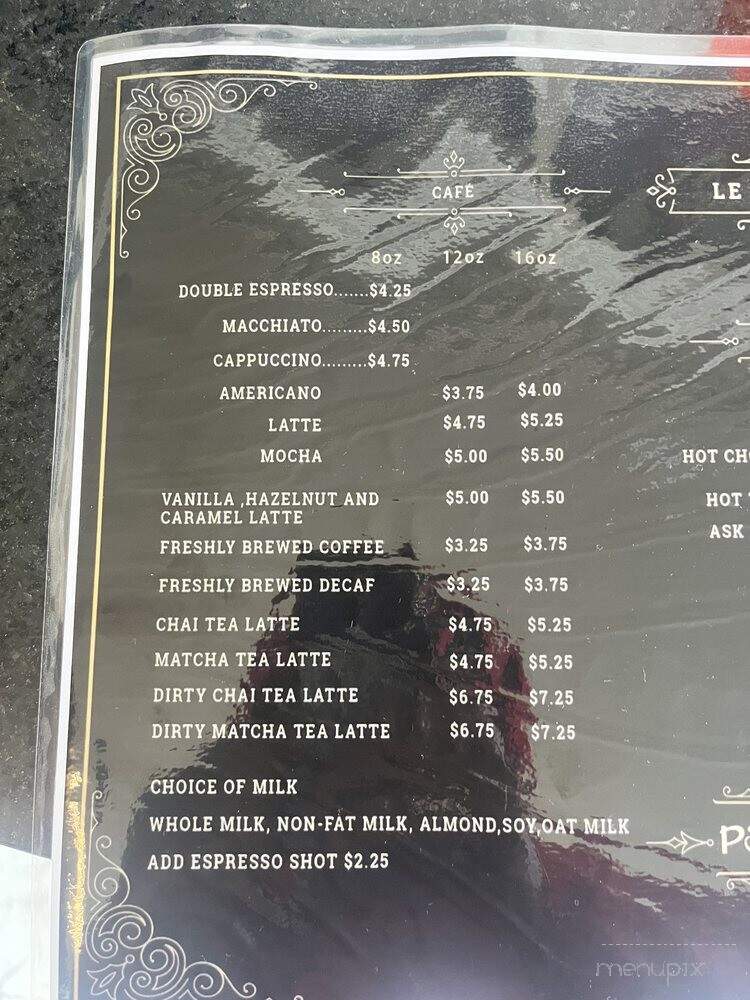 CAFÉ
8oz 12oz 16oz
DOUBLE ESPRESSO.......$4.25
MACCHIATO.........$4.50
CAPPUCCINO.........$4.75
AMERICANO $3.75 $4.00
LATTE $4.75 $5.25
MOCHA $5.00 $5.50
VANILLA ,HAZELNUT AND $5.00 $5.50
CARAMEL LATTE
FRESHLY BREWED COFFEE $3.25 $3.75
FRESHLY BREWED DECAF $3.25 $3.75
CHAI TEA LATTE $4.75 $5.25
MATCHA TEA LATTE $4.75 $5.25
DIRTY CHAI TEA LATTE $6.75 $7.25
DIRTY MATCHA TEA LATTE $6.75 $7.25
CHOICE OF MILK
WHOLE MILK, NON-FAT MILK, ALMOND,SOY,OAT MILK
ADD ESPRESSO SHOT $2.25
LE
HOT CH
HOT
ASK
menupix